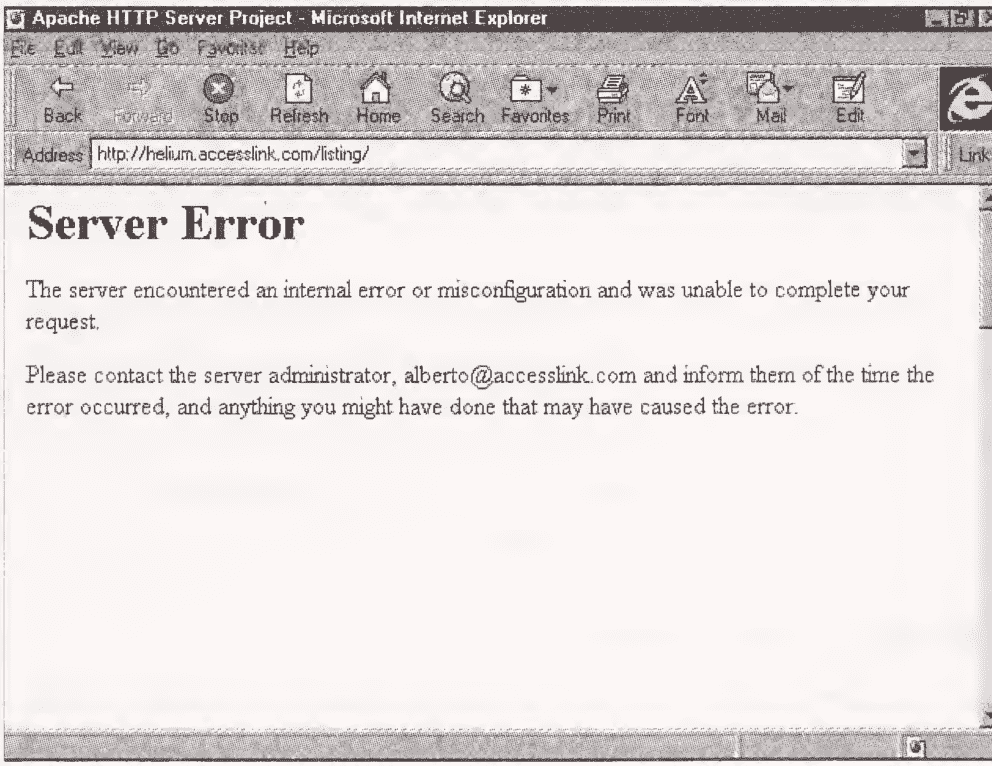 Apache HTTP Server Project - Microsoft Internet Explorer
File Edit View Go Favorites Help
Back Forward Stop Refresh Home Search Favorites Print Font Mail Edit
Address http://helium.accesslink.com/listing/ Link
Server Error
The server encountered an internal error or misconfiguration and was unable to complete your
request.
Please contact the server administrator, alberto@accesslink.com and inform them of the time the
error occurred, and anything you might have done that may have caused the error.